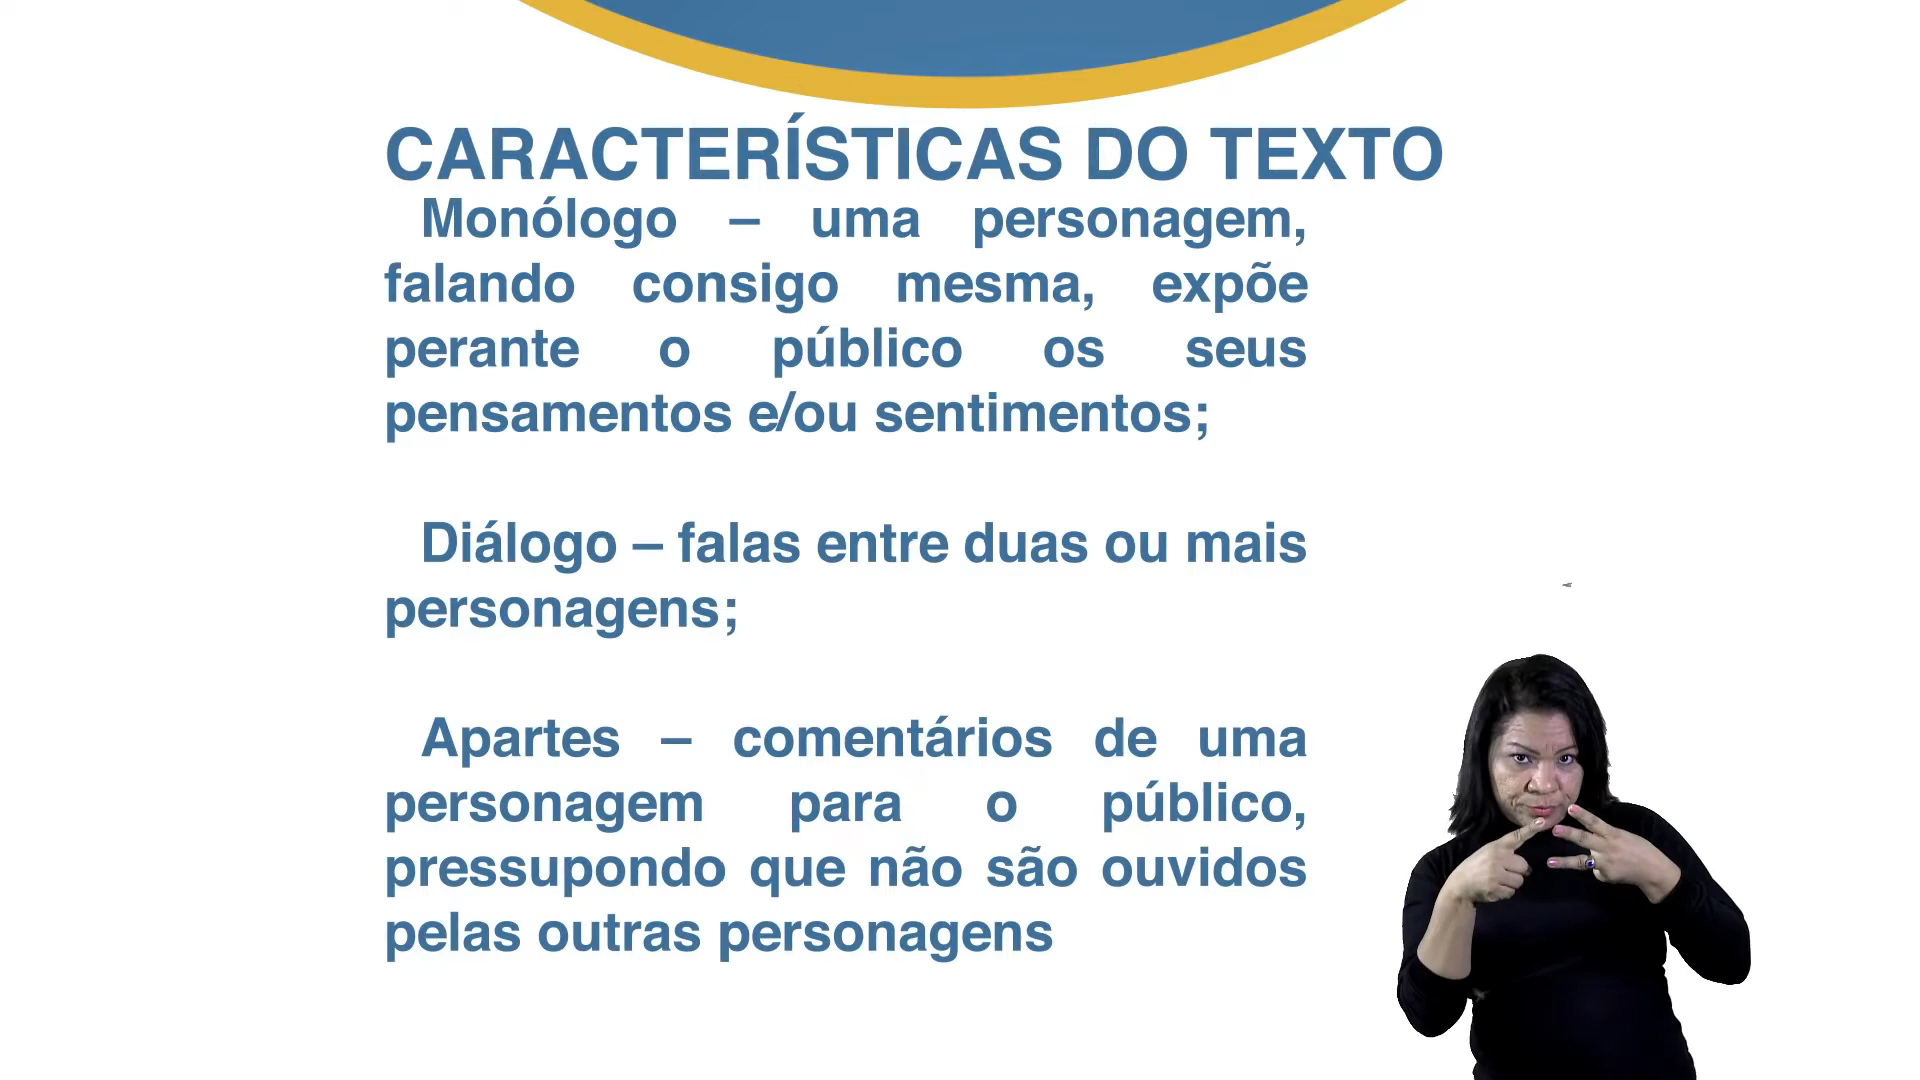 CARACTERÍSTICAS DO TEXTO
Monólogo – uma personagem,
falando consigo mesma, expõe
perante o público os seus
pensamentos e/ou sentimentos;
Diálogo – falas entre duas ou mais
personagens;
Apartes – comentários de uma
personagem para o público,
pressupondo que não são ouvidos
pelas outras personagens